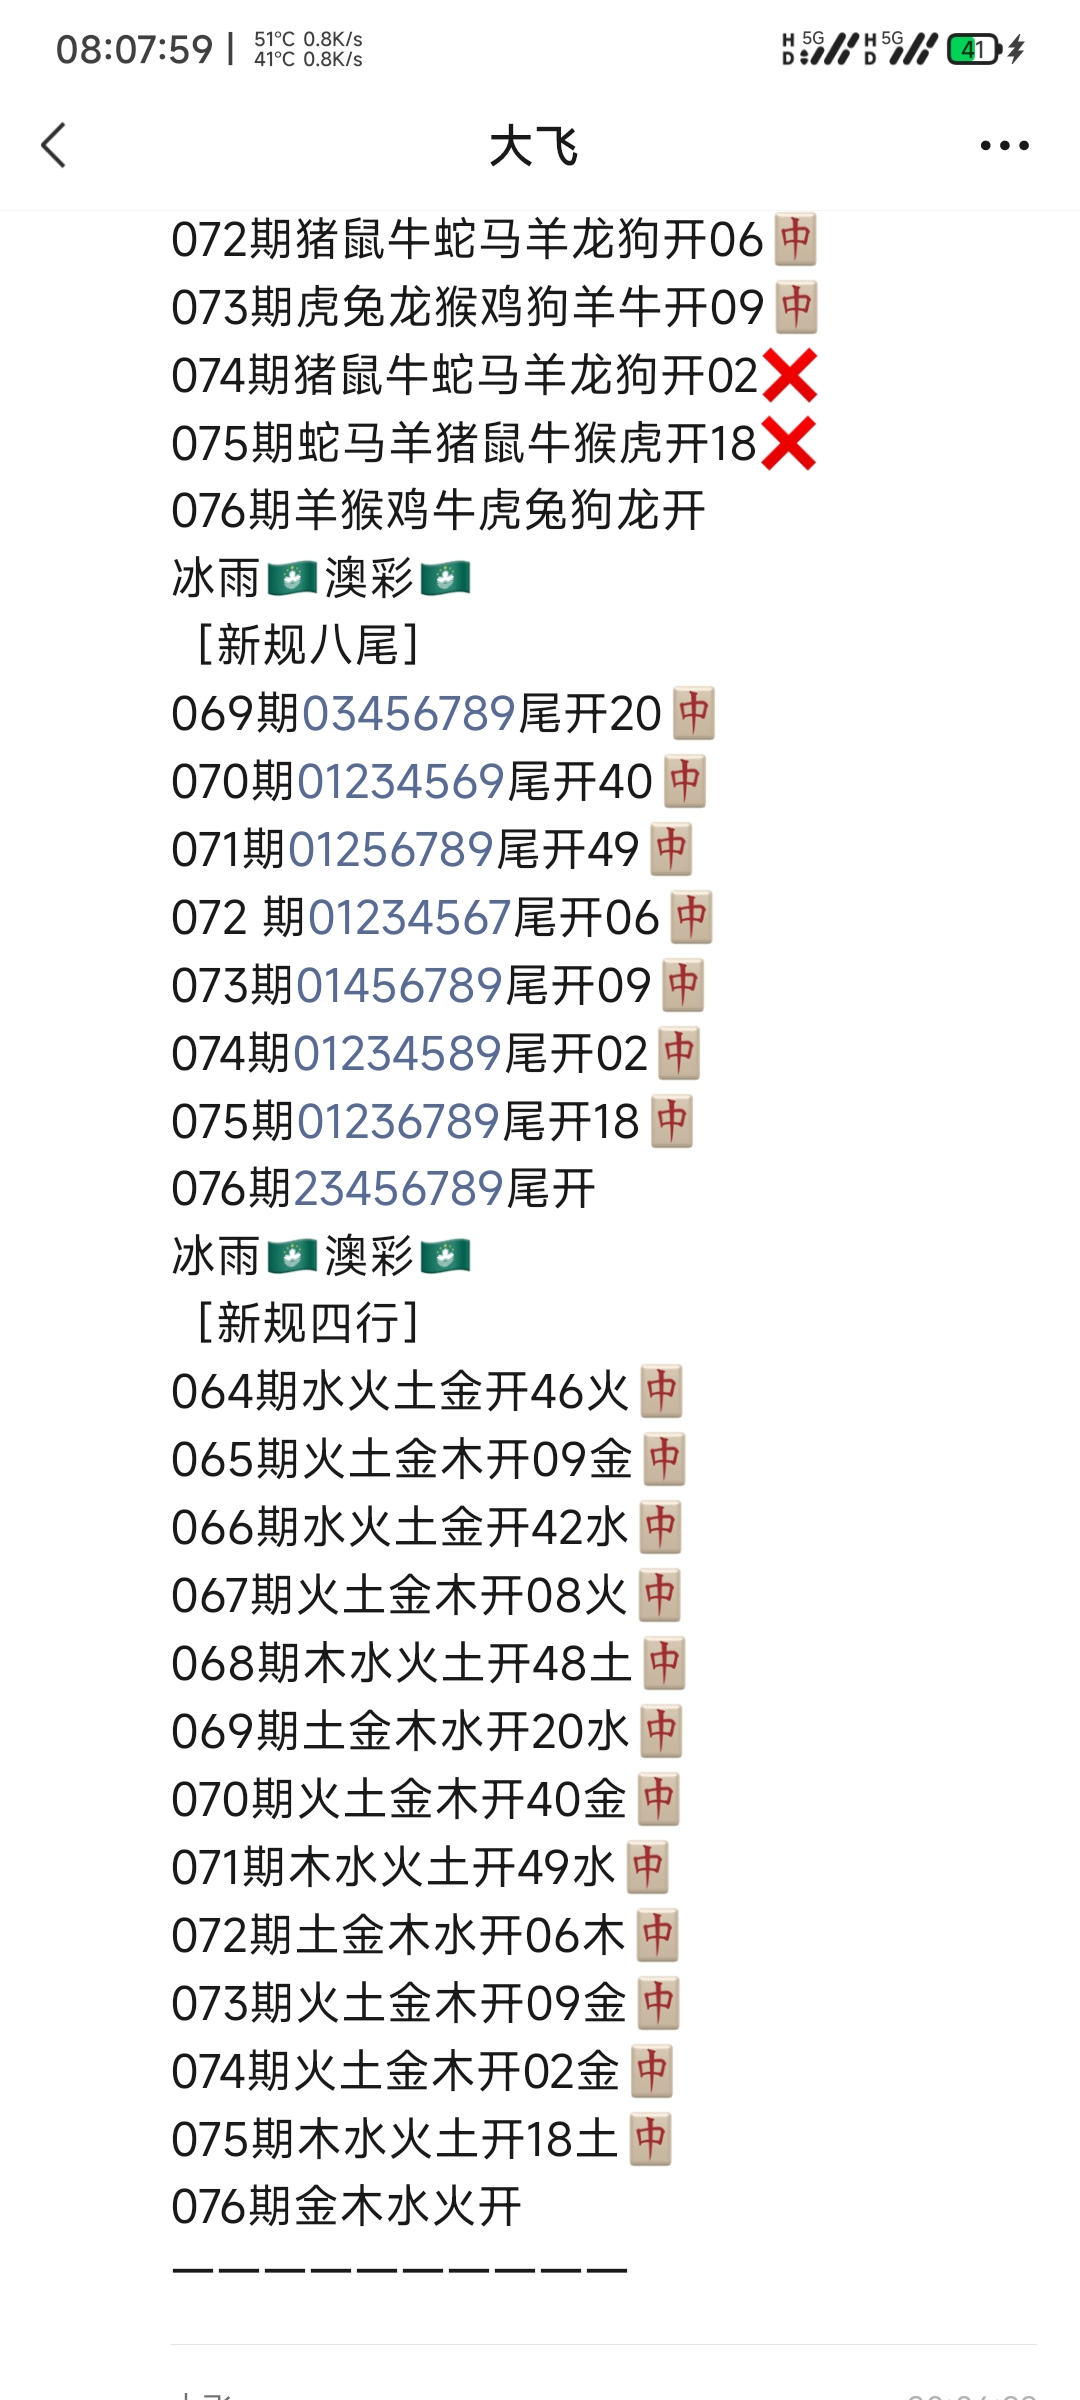 08:07:59 | 51°C 0.8K/s
41°C 0.8K/s
HD 5G HD 5G 41
大飞
072期猪鼠牛蛇马羊龙狗开06🀄
073期虎兔龙猴鸡狗羊牛开09🀄
074期猪鼠牛蛇马羊龙狗开02❌
075期蛇马羊猪鼠牛猴虎开18❌
076期羊猴鸡牛虎兔狗龙开
冰雨🇲🇴澳彩🇲🇴
［新规八尾］
069期03456789尾开20🀄
070期01234569尾开40🀄
071期01256789尾开49🀄
072 期01234567尾开06🀄
073期01456789尾开09🀄
074期01234589尾开02🀄
075期01236789尾开18🀄
076期23456789尾开
冰雨🇲🇴澳彩🇲🇴
［新规四行］
064期水火土金开46火🀄
065期火土金木开09金🀄
066期水火土金开42水🀄
067期火土金木开08火🀄
068期木水火土开48土🀄
069期土金木水开20水🀄
070期火土金木开40金🀄
071期木水火土开49水🀄
072期土金木水开06木🀄
073期火土金木开09金🀄
074期火土金木开02金🀄
075期木水火土开18土🀄
076期金木水火开
——————————